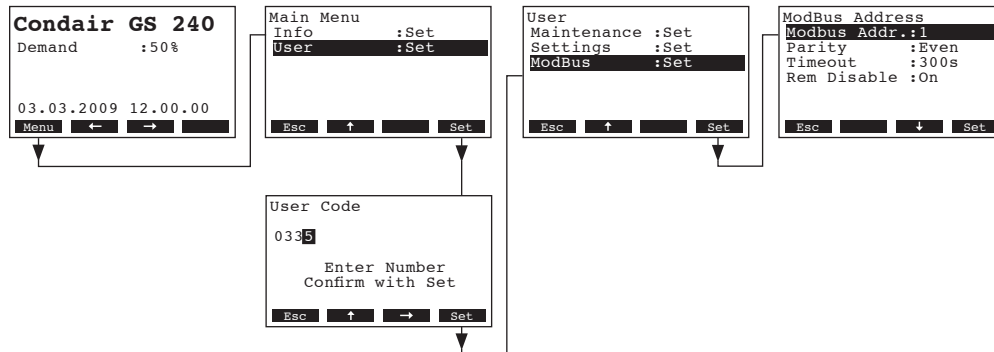 Condair GS 240
Demand :50%
03.03.2009 12.00.00
Menu ← →
Main Menu
Info :Set
User :Set
Esc ↑ Set
User Code
0335
Enter Number
Confirm with Set
Esc ↑ → Set
User
Maintenance :Set
Settings :Set
ModBus :Set
Esc ↑ Set
ModBus Address
Modbus Addr.:1
Parity :Even
Timeout :300s
Rem Disable :On
Esc ↓ Set